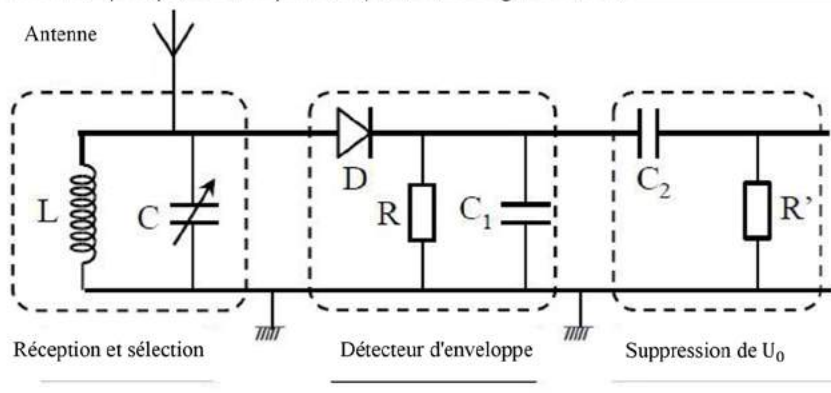 Antenne
L
C
D
R
C₁
C₂
R’
Réception et sélection
Détecteur d'enveloppe
Suppression de U₀